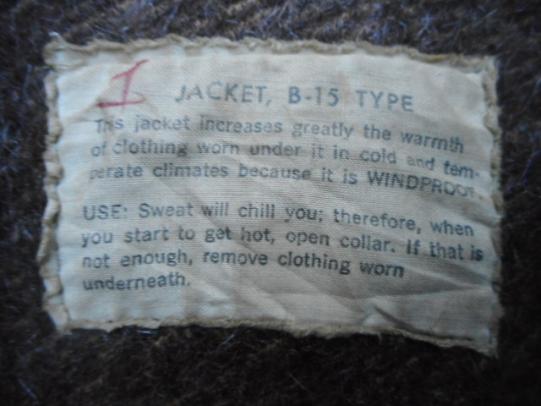 1
JACKET, B-15 TYPE
This jacket increases greatly the warmth
of clothing worn under it in cold and tem-
perate climates because it is WINDPROOF.
USE: Sweat will chill you; therefore, when
you start to get hot, open collar. If that is
not enough, remove clothing worn
underneath.